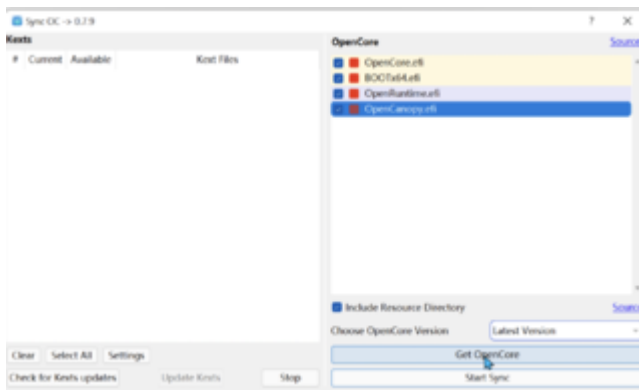 Sync OC -> 0.7.9
? ×
Kexts
# Current Available Kext Files
Clear Select All Settings
Check for Kexts updates Update Kexts Stop
OpenCore Source
OpenCore.efi
BOOTx64.efi
OpenRuntime.efi
OpenCanopy.efi
Include Resource Directory Source
Choose OpenCore Version Latest Version
Get OpenCore
Start Sync